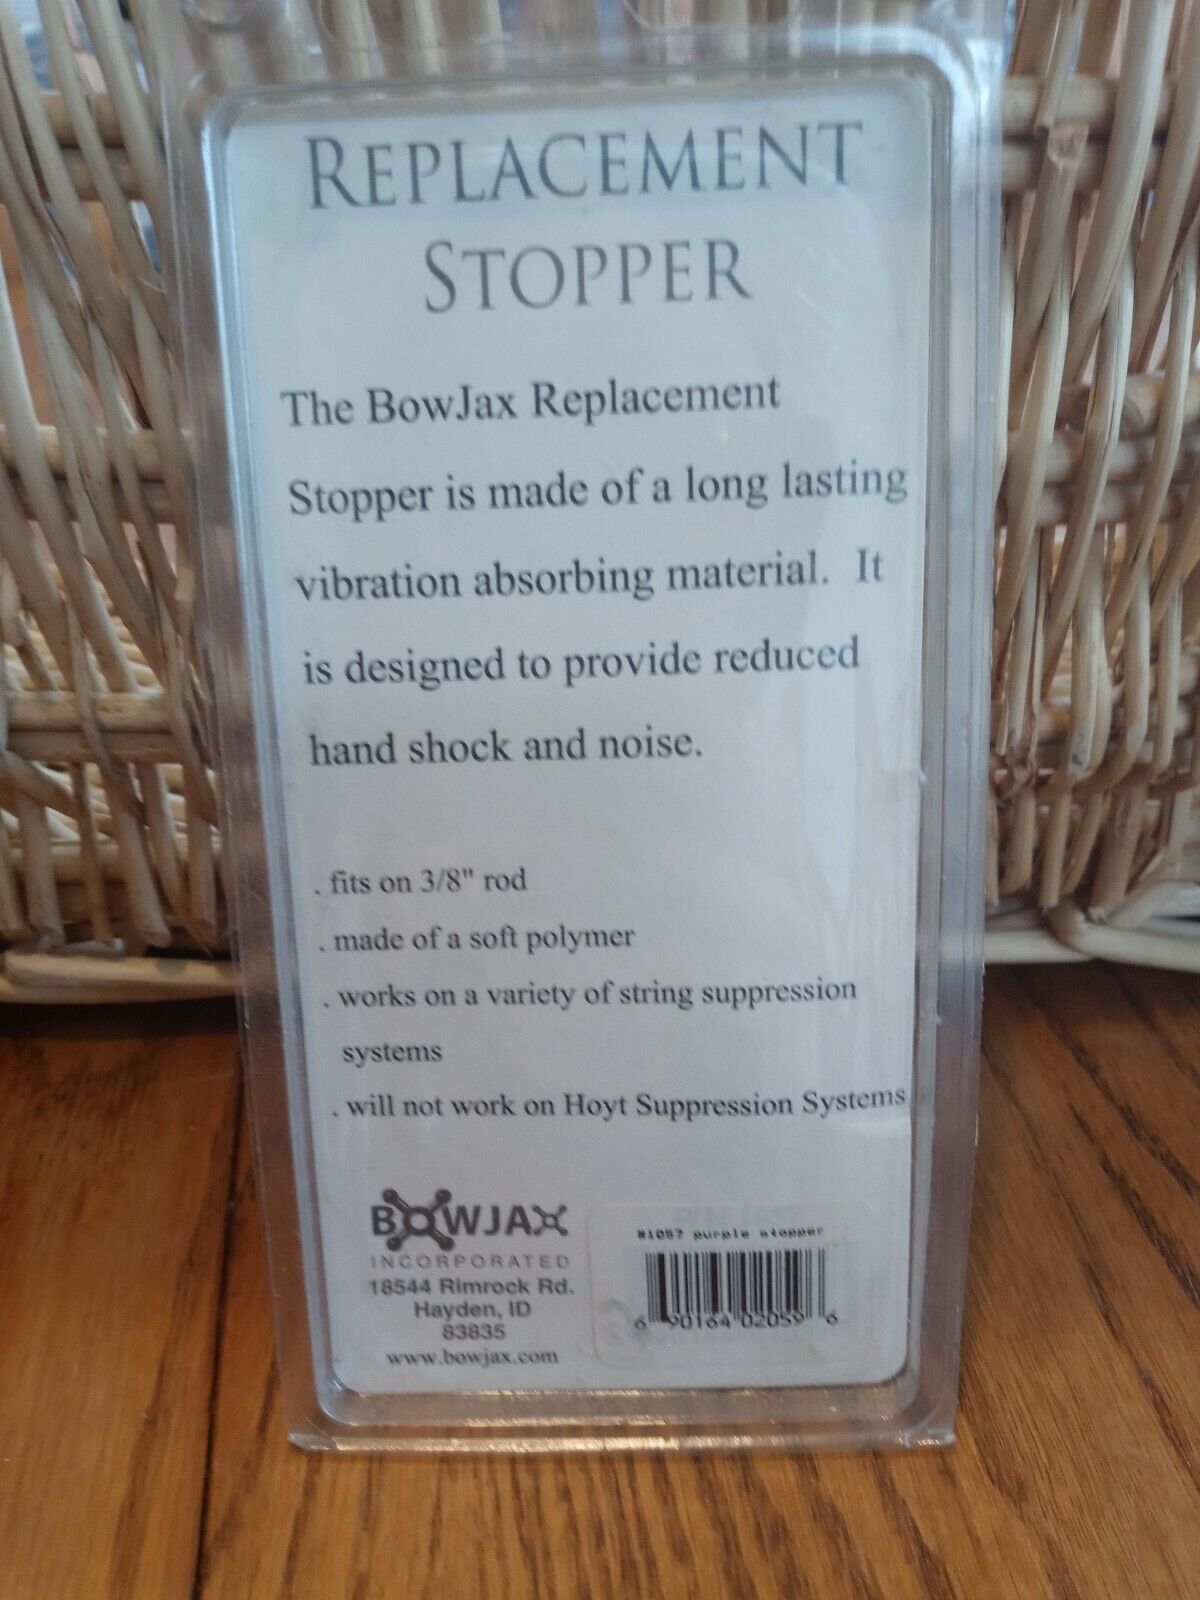 REPLACEMENT
STOPPER
The BowJax Replacement
Stopper is made of a long lasting
vibration absorbing material. It
is designed to provide reduced
hand shock and noise.
. fits on 3/8" rod
. made of a soft polymer
. works on a variety of string suppression
systems
. will not work on Hoyt Suppression Systems
BOWJAX
INCORPORATED
18544 Rimrock Rd.
Hayden, ID
83835
www.bowjax.com
#1057 purple stopper
6 90164 02059 6